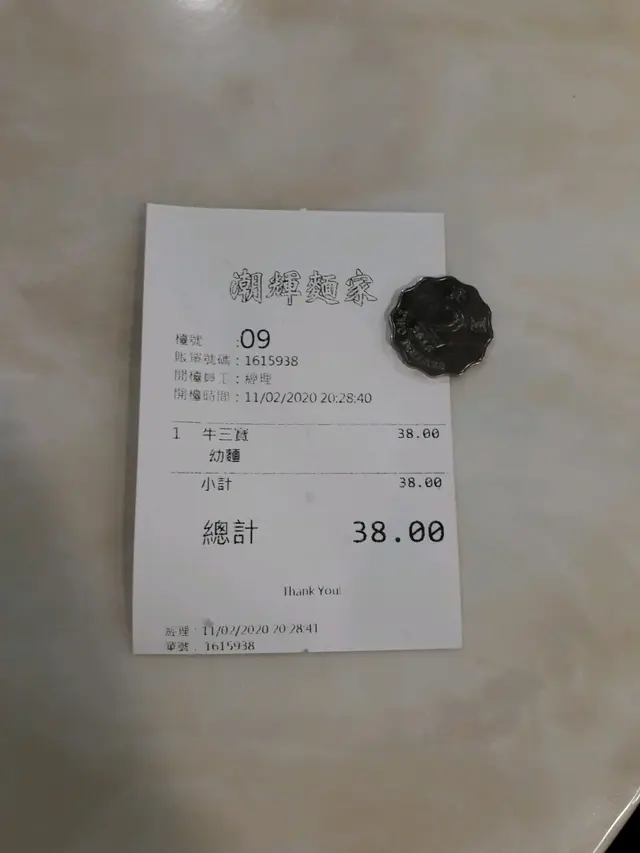 潮輝麵家
檯號 :09
賬單號碼：1615938
開檯員工：經理
開檯時間：11/02/2020 20:28:40
1 牛三寶 38.00
幼麵
小計 38.00
總計 38.00
Thank You!
經理：11/02/2020 20:28:41
單號：1615938